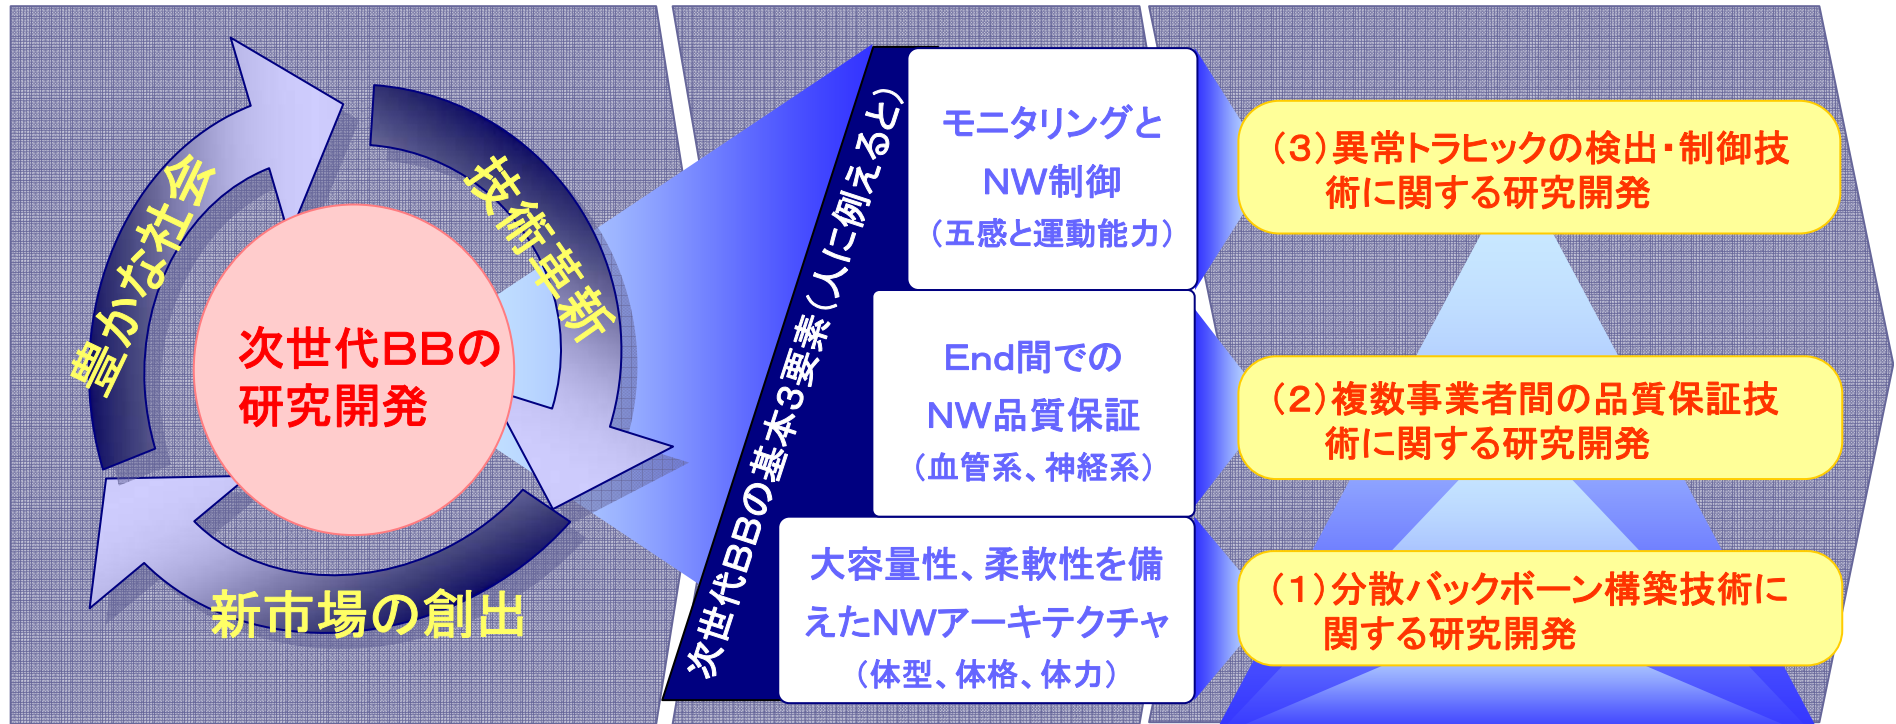 豊かな社会
技術革新
次世代BBの
研究開発
新市場の創出
次世代BBの基本3要素(人に例えると)
モニタリングと
NW制御
(五感と運動能力)
End間での
NW品質保証
(血管系、神経系)
大容量性、柔軟性を備
えたNWアーキテクチャ
(体型、体格、体力)
(3)異常トラヒックの検出・制御技
術に関する研究開発
(2)複数事業者間の品質保証技
術に関する研究開発
(1)分散バックボーン構築技術に
関する研究開発